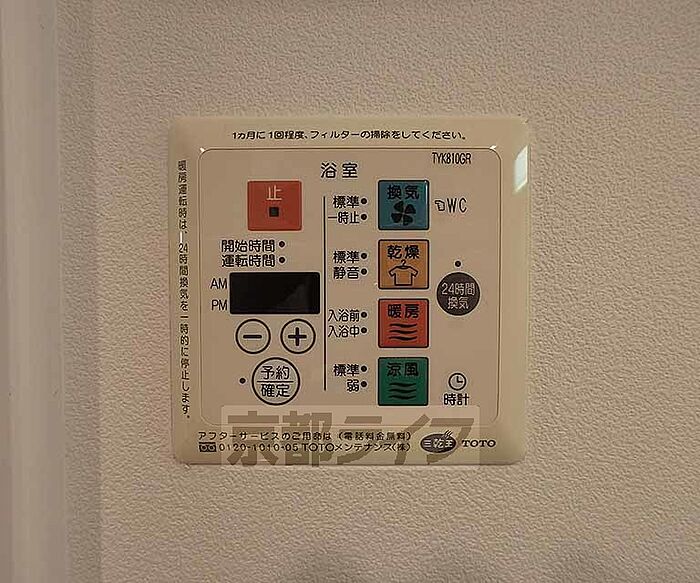 1ヵ月に1回程度、フィルターの掃除をしてください。
TYK810GR
浴室
暖房運転時は、24時間換気を一時的に停止します。
止
標準
一時止
換気
WC
開始時間
運転時間
標準
静音
乾燥
AM
PM
入浴前
入浴中
暖房
24時間
換気
予約
確定
標準
弱
涼風
時計
アフターサービスのご用命は(電話料金無料)
0120-1010-05 TOTOメンテナンス(株)
三乾王
TOTO
京都ライフ